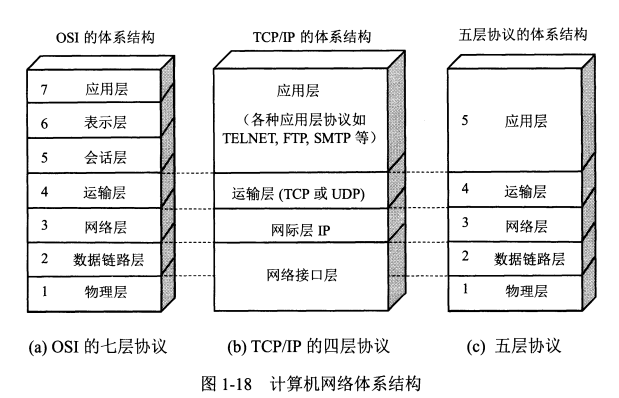 OSI 的体系结构
7 应用层
6 表示层
5 会话层
4 运输层
3 网络层
2 数据链路层
1 物理层
(a) OSI 的七层协议
TCP/IP 的体系结构
应用层
（各种应用层协议如
TELNET, FTP, SMTP 等）
运输层 (TCP 或 UDP)
网际层 IP
网络接口层
(b) TCP/IP 的四层协议
五层协议的体系结构
5 应用层
4 运输层
3 网络层
2 数据链路层
1 物理层
(c) 五层协议
图 1-18 计算机网络体系结构